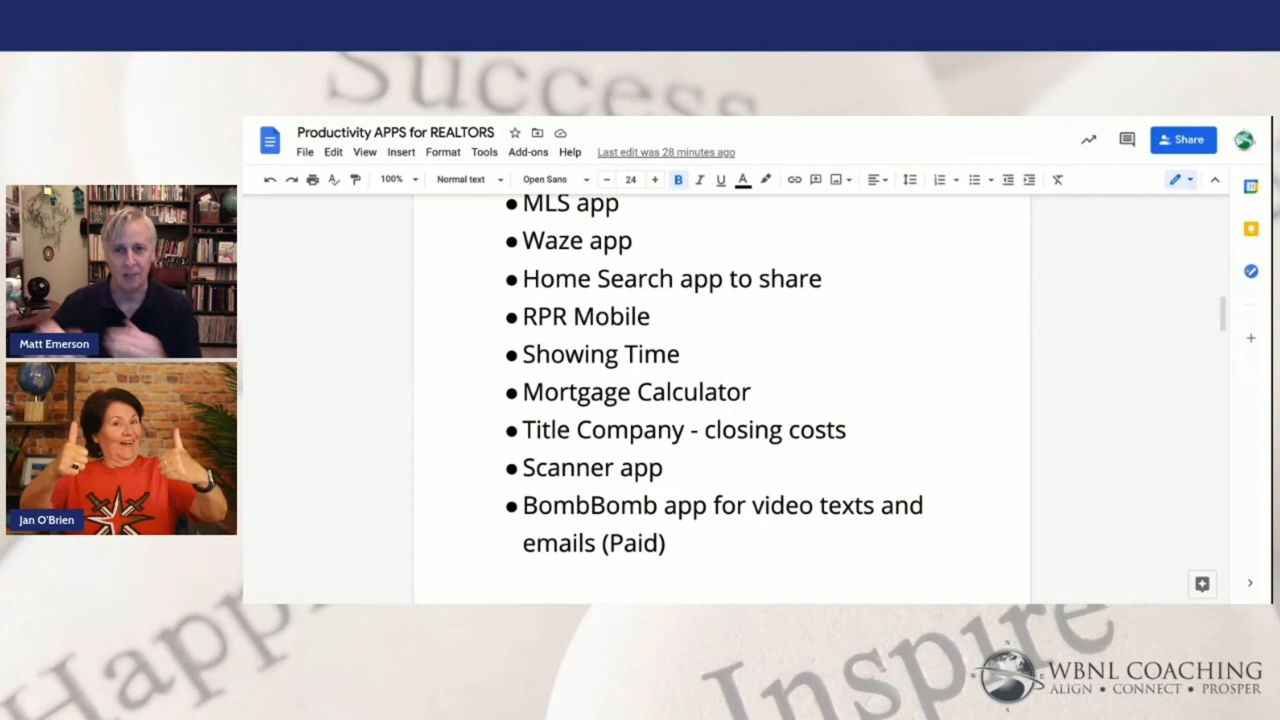 Success
Productivity APPS for REALTORS
File Edit View Insert Format Tools Add-ons Help Last edit was 28 minutes ago
Share
100% Normal text Open Sans − 24 + B I U A
● MLS app
● Waze app
● Home Search app to share
● RPR Mobile
● Showing Time
● Mortgage Calculator
● Title Company - closing costs
● Scanner app
● BombBomb app for video texts and
emails (Paid)
Matt Emerson
Jan O'Brien
Happi
Inspire
WBNL COACHING
ALIGN • CONNECT • PROSPER